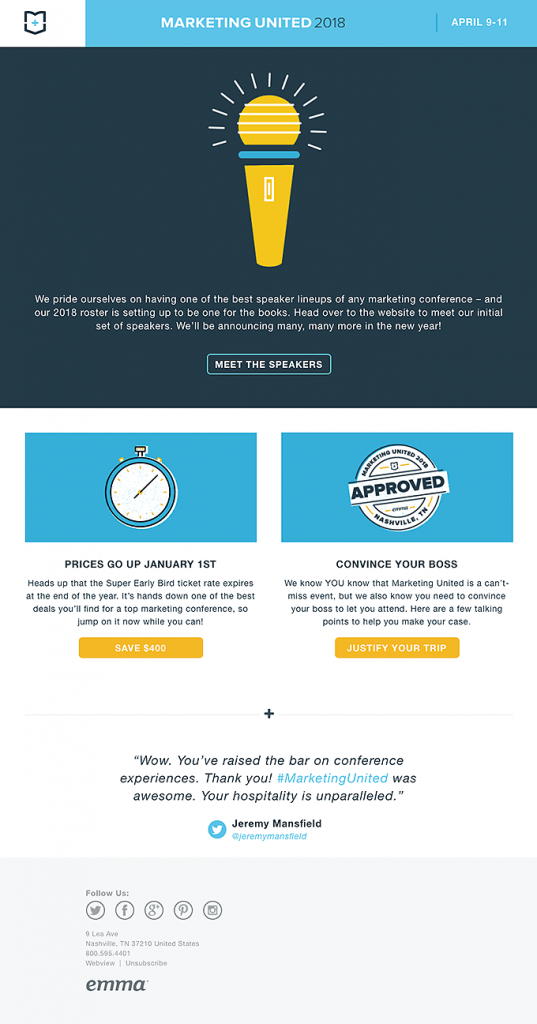 MARKETING UNITED 2018
APRIL 9-11
We pride ourselves on having one of the best speaker lineups of any marketing conference – and
our 2018 roster is setting up to be one for the books. Head over to the website to meet our initial
set of speakers. We'll be announcing many, many more in the new year!
MEET THE SPEAKERS
MARKETING UNITED 2018
APPROVED
emma
NASHVILLE, TN
PRICES GO UP JANUARY 1ST
Heads up that the Super Early Bird ticket rate expires
at the end of the year. It's hands down one of the best
deals you'll find for a top marketing conference, so
jump on it now while you can!
SAVE $400
CONVINCE YOUR BOSS
We know YOU know that Marketing United is a can't-
miss event, but we also know you need to convince
your boss to let you attend. Here are a few talking
points to help you make your case.
JUSTIFY YOUR TRIP
“Wow. You've raised the bar on conference
experiences. Thank you! #MarketingUnited was
awesome. Your hospitality is unparalleled.”
Jeremy Mansfield
@jeremymansfield
Follow Us:
9 Lea Ave
Nashville, TN 37210 United States
800.595.4401
Webview | Unsubscribe
emma